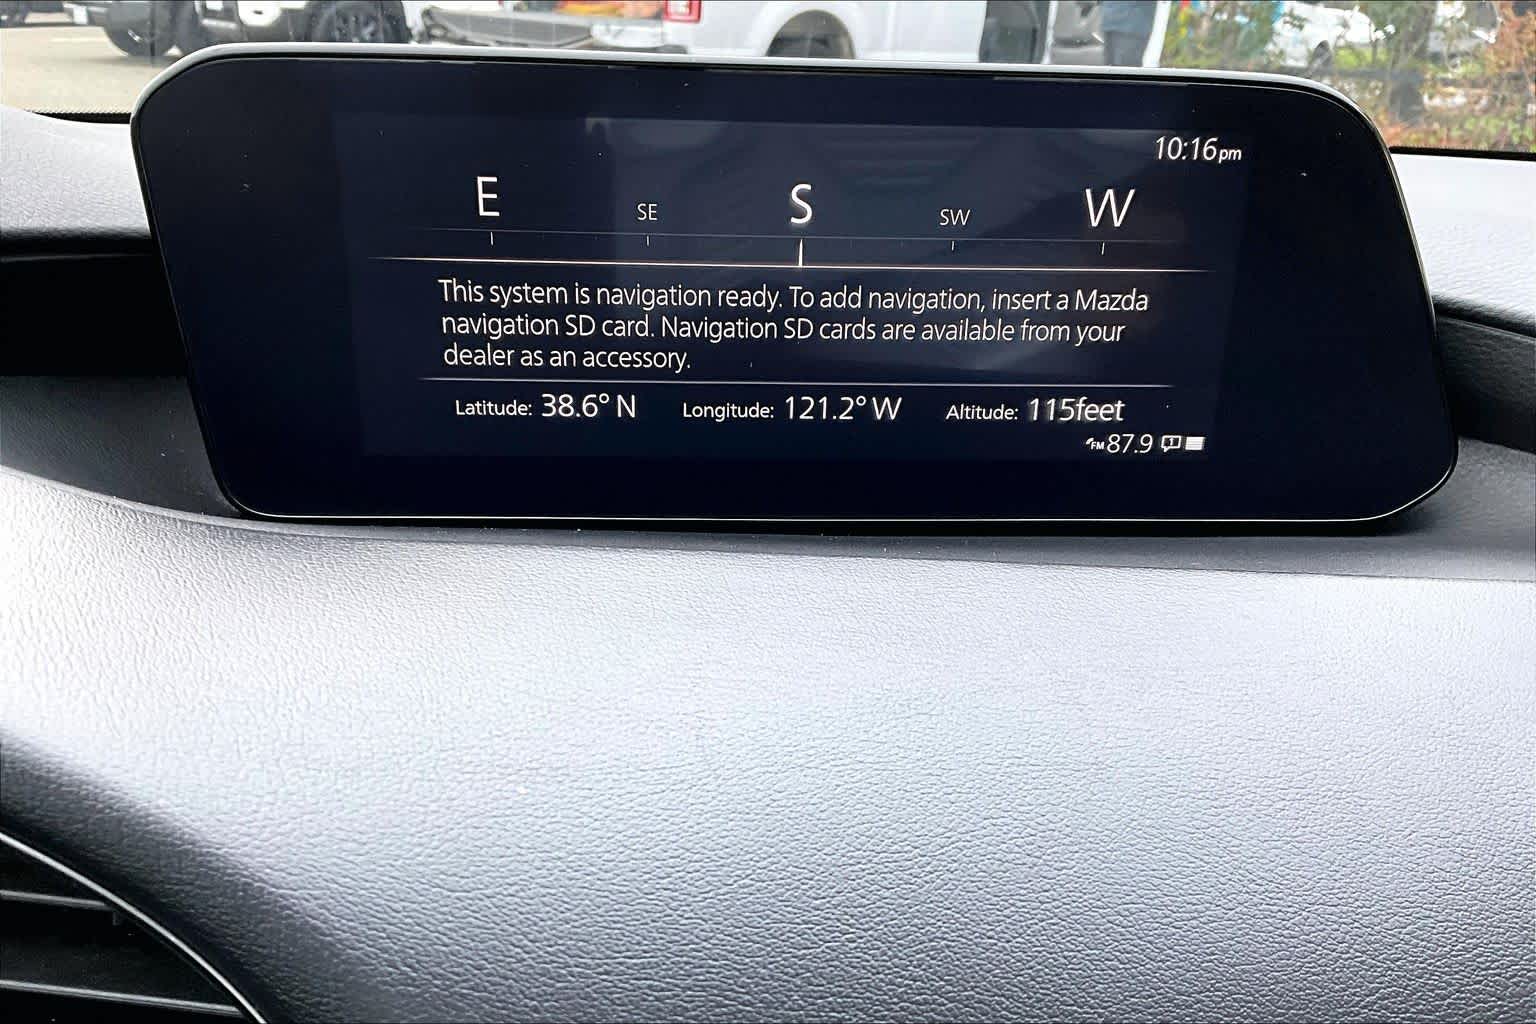 10:16pm
E SE S SW W
This system is navigation ready. To add navigation, insert a Mazda
navigation SD card. Navigation SD cards are available from your
dealer as an accessory.
Latitude: 38.6° N Longitude: 121.2° W Altitude: 115feet
FM 87.9